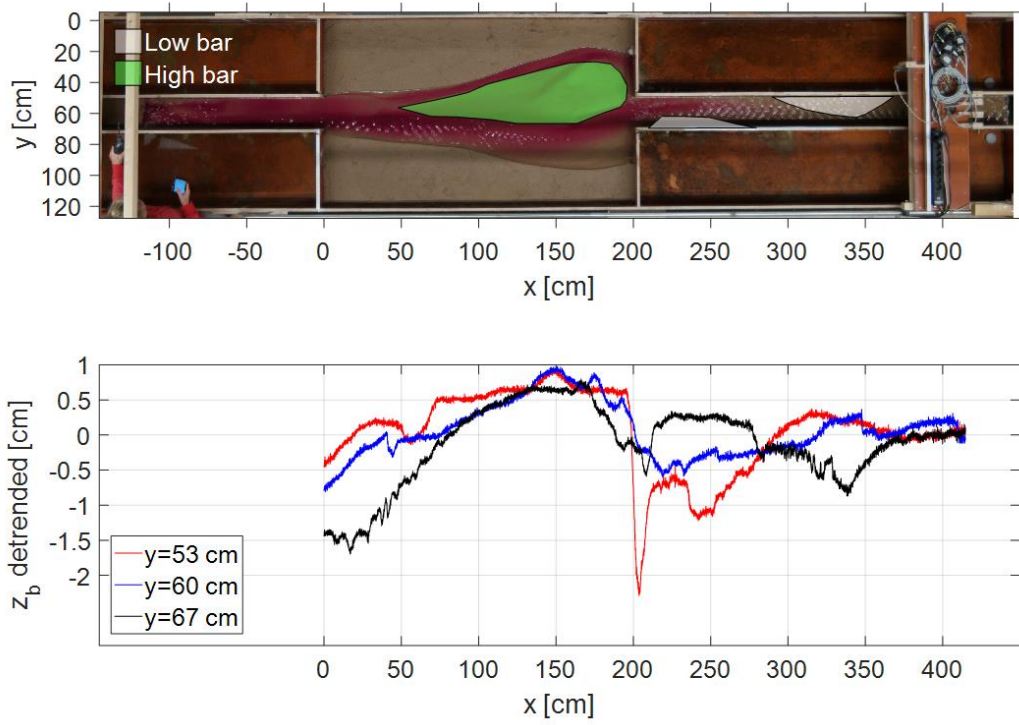 0
20
40
60
80
100
120
y [cm]
Low bar
High bar
-100 -50 0 50 100 150 200 250 300 350 400
x [cm]
1
0.5
0
-0.5
-1
-1.5
-2
z_b detrended [cm]
y=53 cm
y=60 cm
y=67 cm
0 50 100 150 200 250 300 350 400
x [cm]